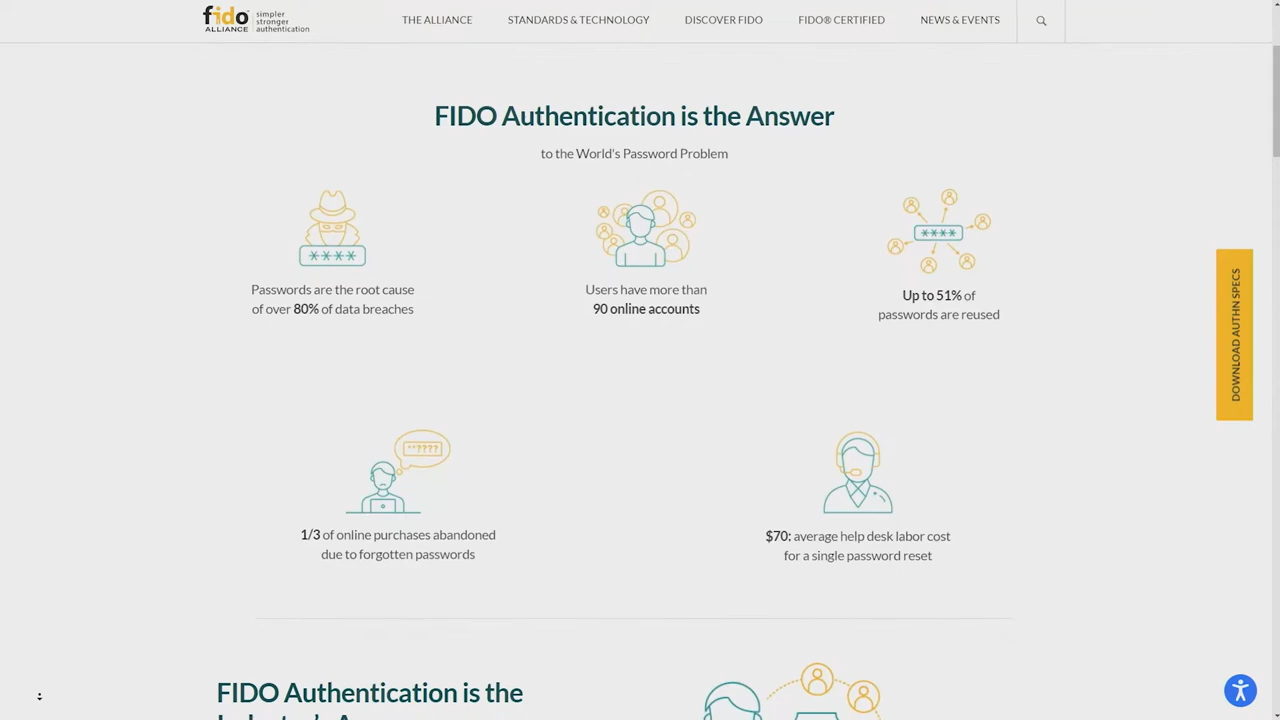 fido
ALLIANCE
simpler
stronger
authentication
THE ALLIANCE
STANDARDS & TECHNOLOGY
DISCOVER FIDO
FIDO® CERTIFIED
NEWS & EVENTS
FIDO Authentication is the Answer
to the World's Password Problem
****
****
Passwords are the root cause
of over 80% of data breaches
Users have more than
90 online accounts
Up to 51% of
passwords are reused
DOWNLOAD AUTHN SPECS
**????
1/3 of online purchases abandoned
due to forgotten passwords
$70: average help desk labor cost
for a single password reset
FIDO Authentication is the